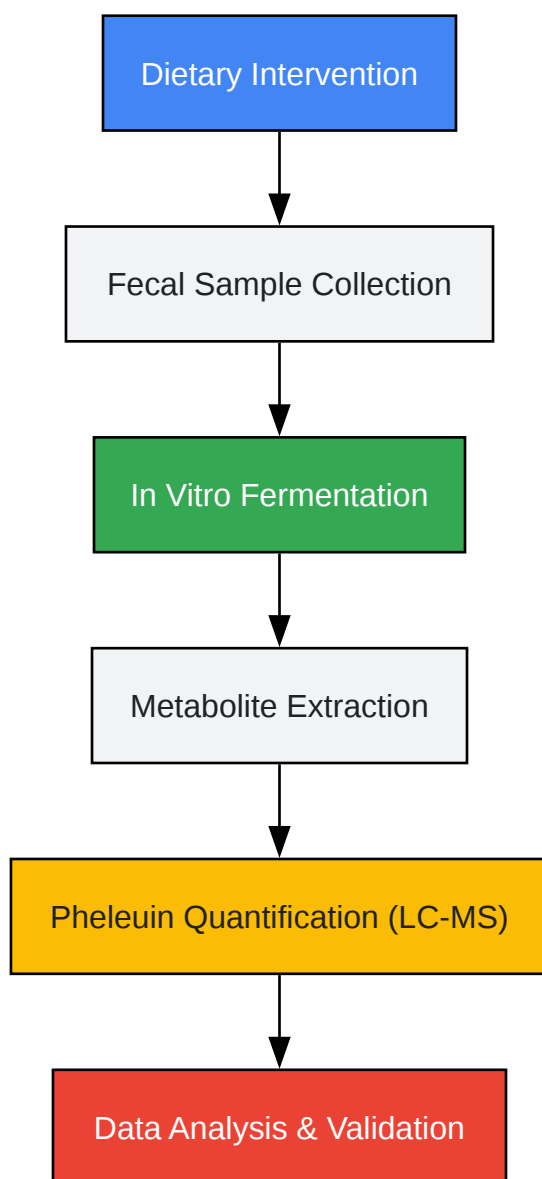 Dietary Intervention
Fecal Sample Collection
In Vitro Fermentation
Metabolite Extraction
Pheleuin Quantification (LC-MS)
Data Analysis & Validation